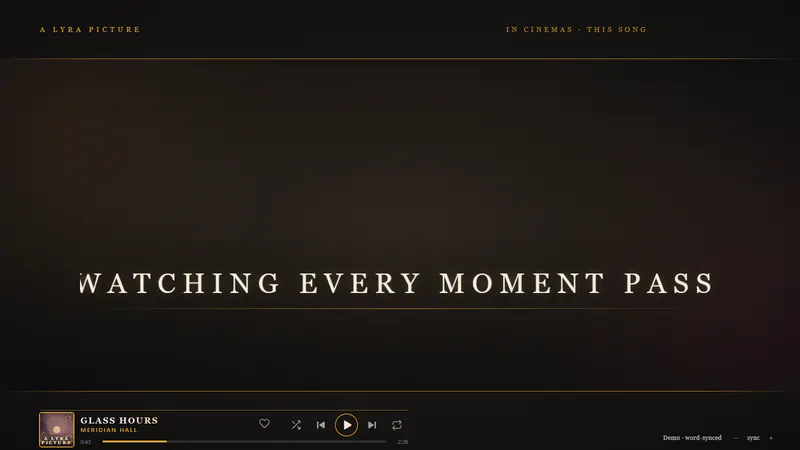 A LYRA PICTURE
IN CINEMAS · THIS SONG
WATCHING EVERY MOMENT PASS
A LYRA
PICTURE
GLASS HOURS
MERIDIAN HALL
0:43
-2:28
Demo · word-synced − sync +